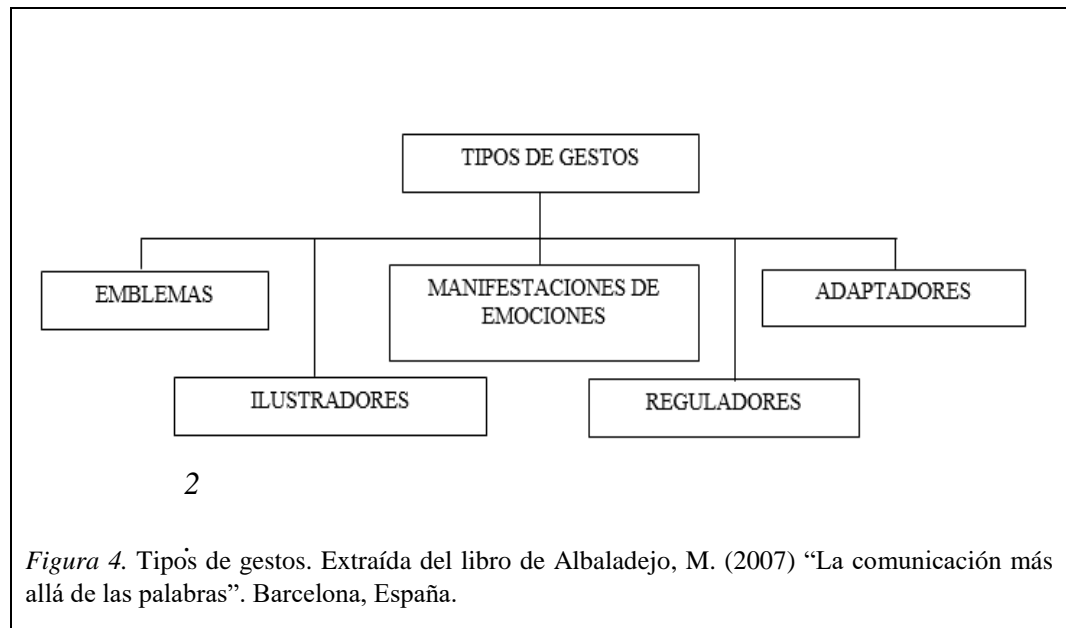 TIPOS DE GESTOS
EMBLEMAS
MANIFESTACIONES DE
EMOCIONES
ADAPTADORES
ILUSTRADORES
REGULADORES
2
Figura 4. Tipos de gestos. Extraída del libro de Albaladejo, M. (2007) “La comunicación más
allá de las palabras”. Barcelona, España.